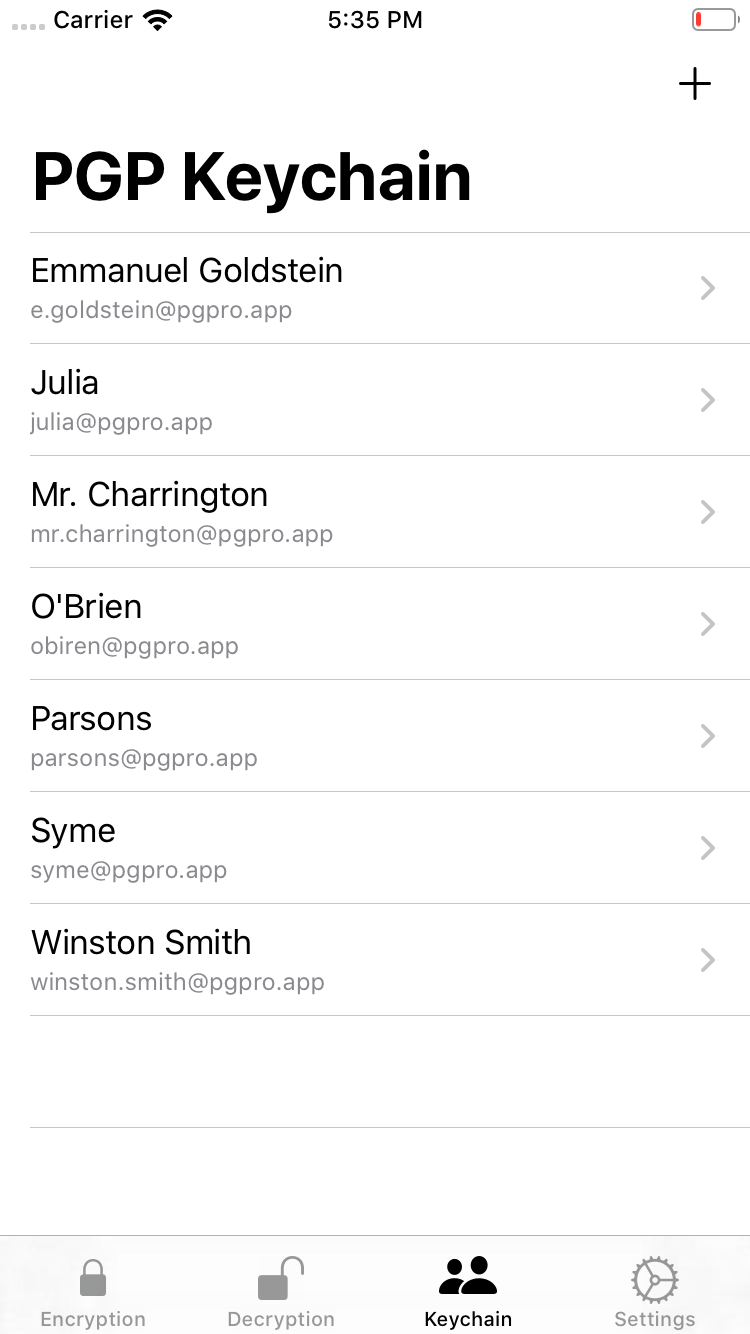 Carrier 5:35 PM
PGP Keychain
Emmanuel Goldstein
e.goldstein@pgpro.app
Julia
julia@pgpro.app
Mr. Charrington
mr.charrington@pgpro.app
O'Brien
obiren@pgpro.app
Parsons
parsons@pgpro.app
Syme
syme@pgpro.app
Winston Smith
winston.smith@pgpro.app
Encryption Decryption Keychain Settings